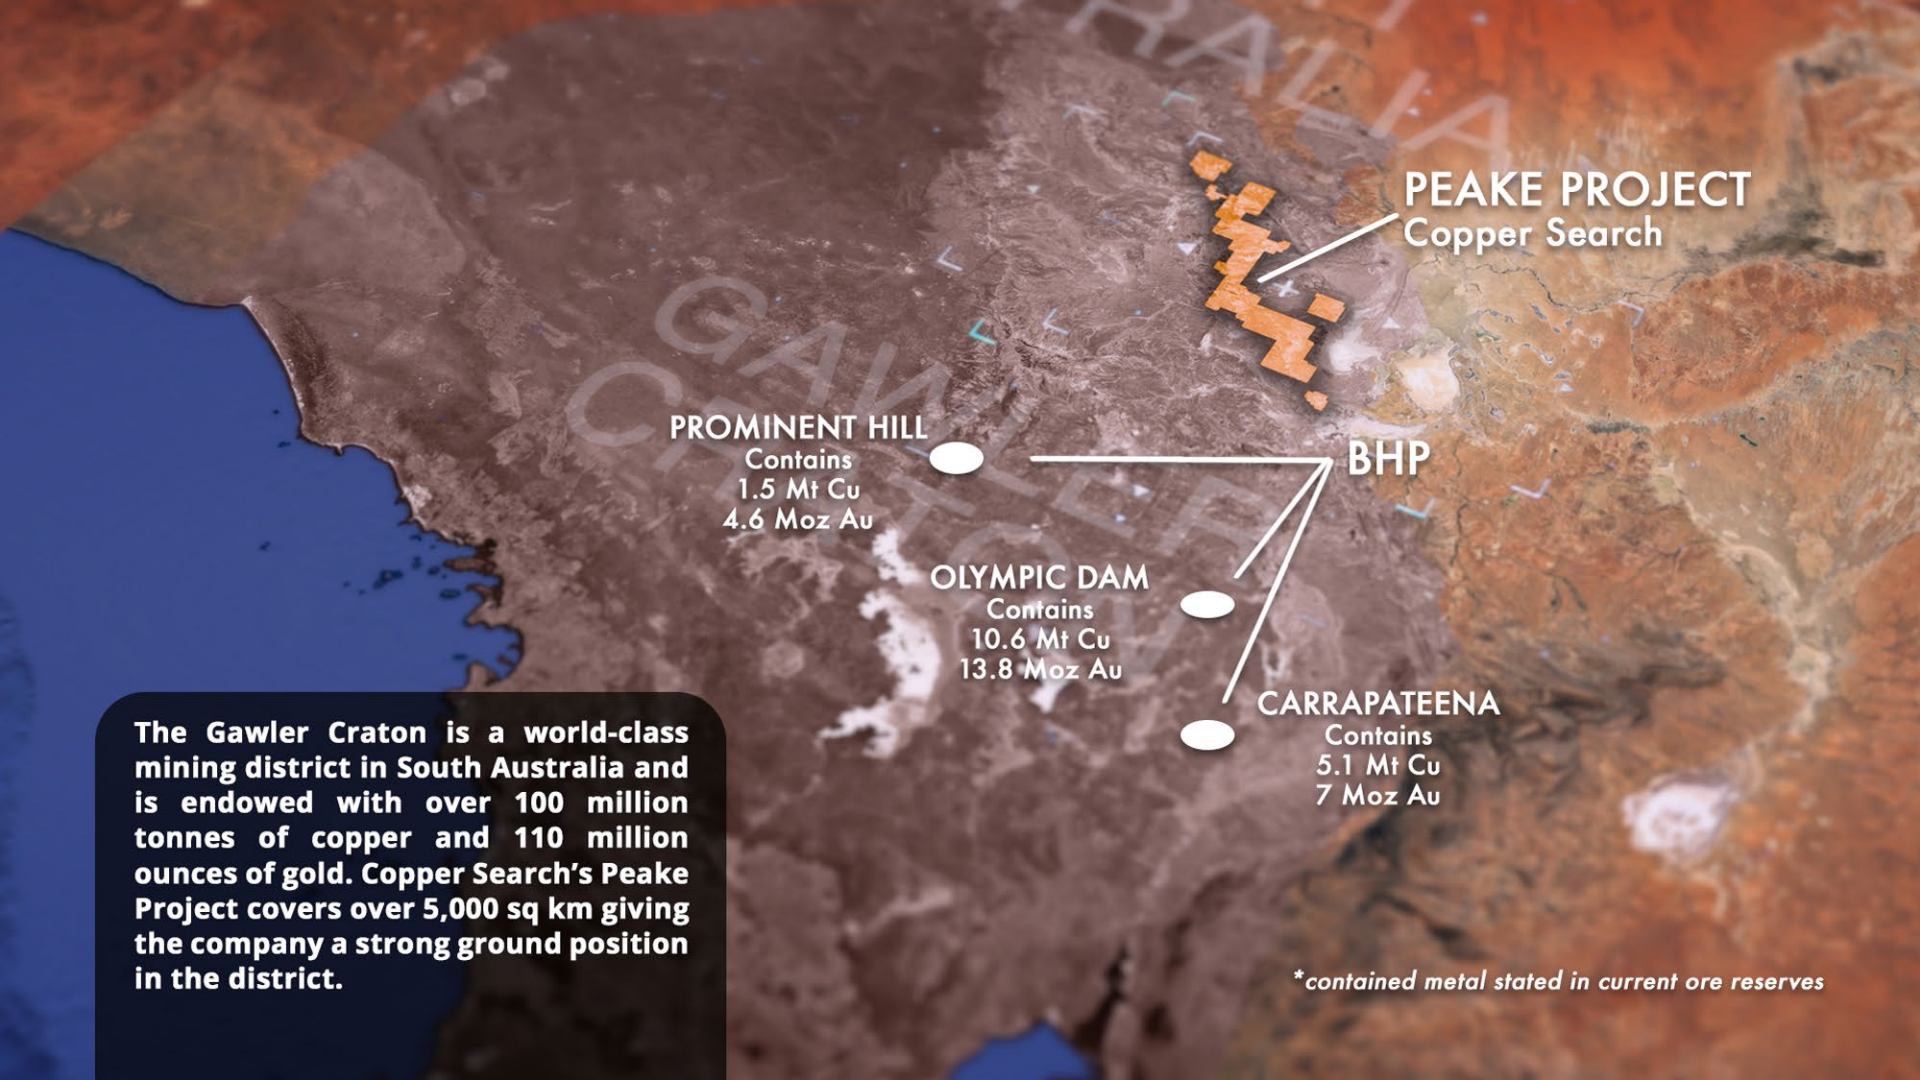 TRALIA
PEAKE PROJECT
Copper Search
GAWLER
CRATON
PROMINENT HILL
Contains
1.5 Mt Cu
4.6 Moz Au
BHP
OLYMPIC DAM
Contains
10.6 Mt Cu
13.8 Moz Au
CARRAPATEENA
Contains
5.1 Mt Cu
7 Moz Au
The Gawler Craton is a world-class
mining district in South Australia and
is endowed with over 100 million
tonnes of copper and 110 million
ounces of gold. Copper Search’s Peake
Project covers over 5,000 sq km giving
the company a strong ground position
in the district.
*contained metal stated in current ore reserves